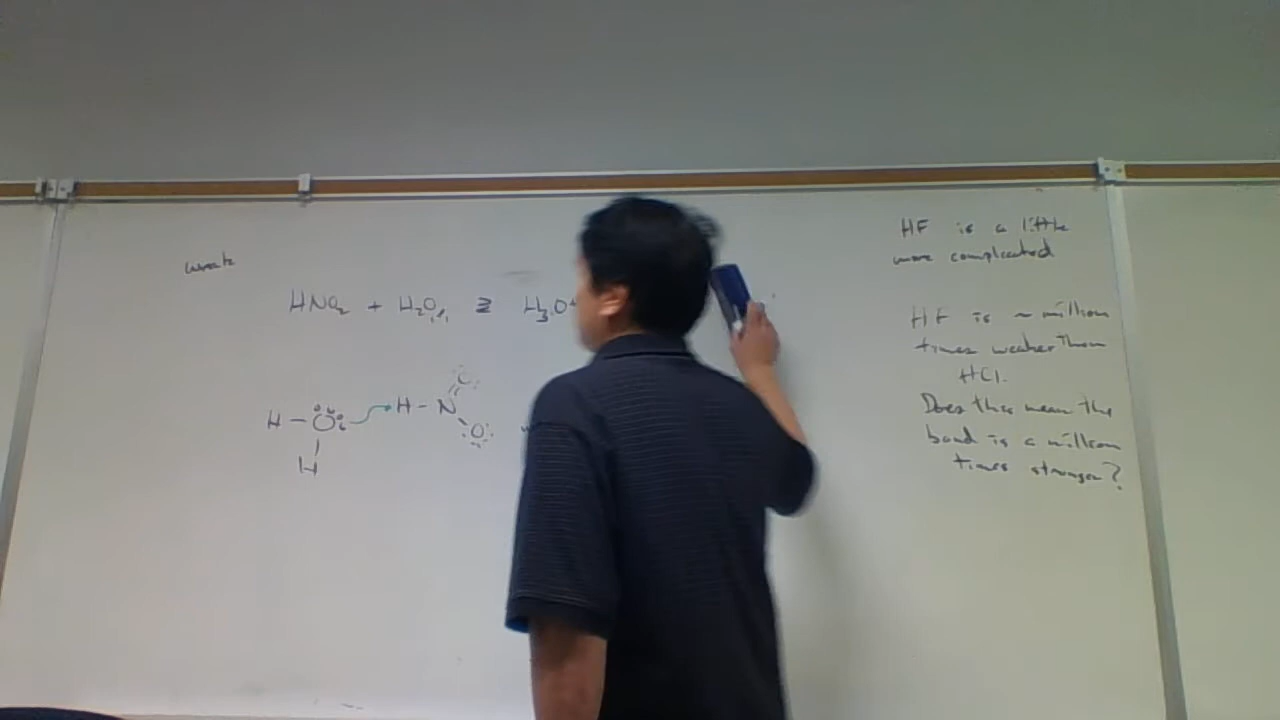 weak
HNO2 + H2O(l) ⇌ H3O+
H - O H - N
O
O
H
HF is a little
more complicated
HF is ~ million
times weaker than
HCl.
Does this mean the
bond is a million
times stronger?